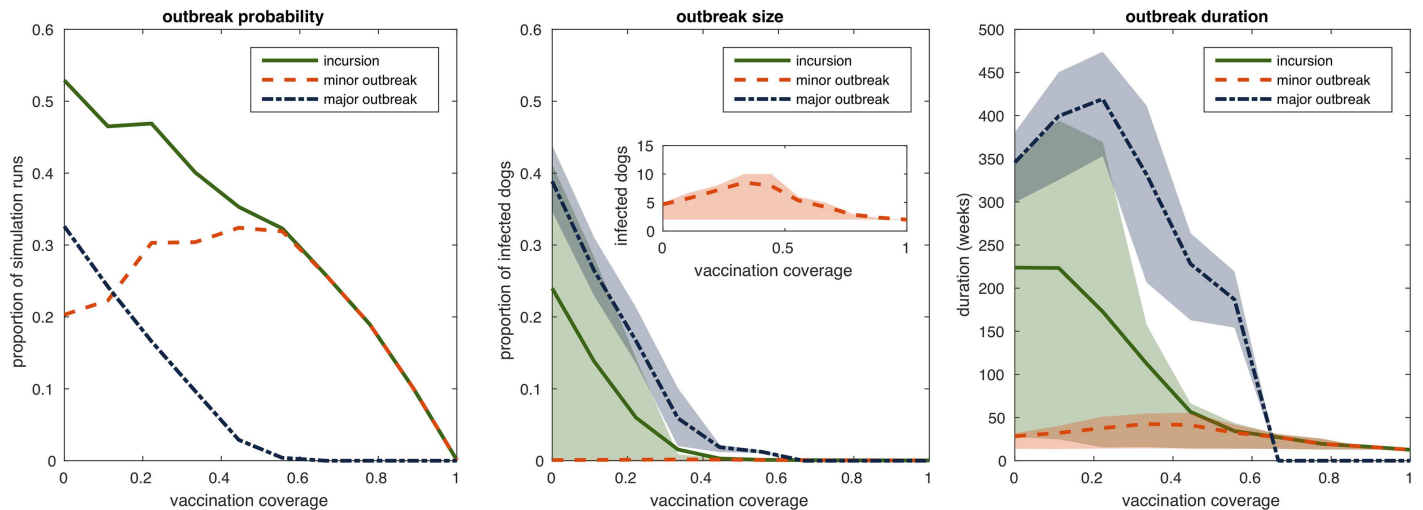 outbreak probability
0.6
0.5
0.4
0.3
0.2
0.1
0
proportion of simulation runs
incursion
minor outbreak
major outbreak
0 0.2 0.4 0.6 0.8 1
vaccination coverage
outbreak size
0.6
0.5
0.4
0.3
0.2
0.1
0
proportion of infected dogs
incursion
minor outbreak
major outbreak
15
10
5
0
infected dogs
0 0.5 1
vaccination coverage
0 0.2 0.4 0.6 0.8 1
vaccination coverage
outbreak duration
500
450
400
350
300
250
200
150
100
50
0
duration (weeks)
incursion
minor outbreak
major outbreak
0 0.2 0.4 0.6 0.8 1
vaccination coverage